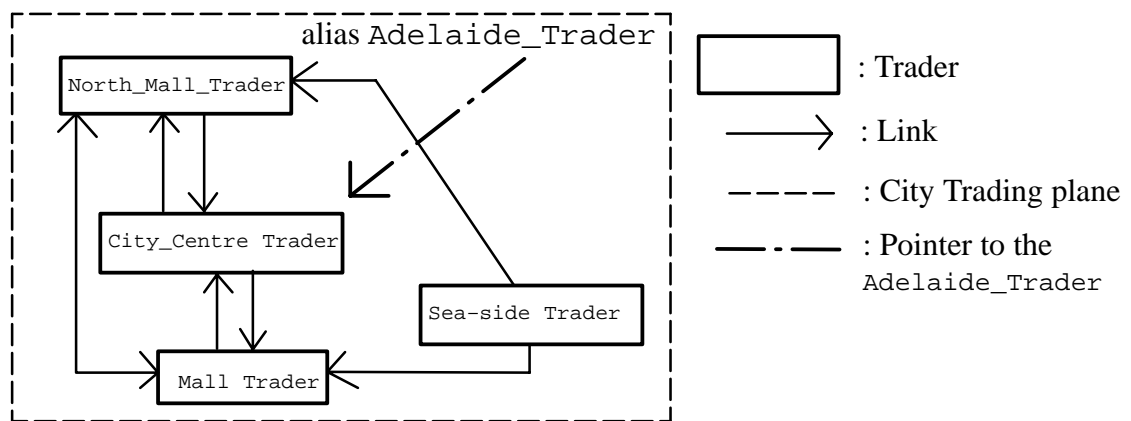 alias Adelaide_Trader
North_Mall_Trader
City_Centre Trader
Sea-side Trader
Mall Trader
: Trader
: Link
: City Trading plane
: Pointer to the
Adelaide_Trader